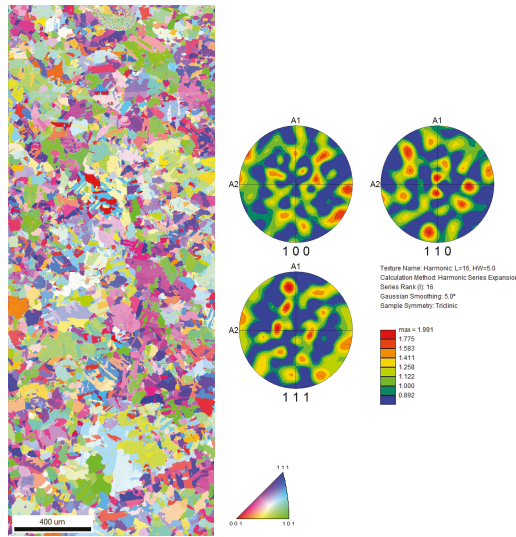 A1
A1
A2
A2
1 0 0
1 1 0
A1
A2
1 1 1
Texture Name: Harmonic: L=16, HW=5.0
Calculation Method: Harmonic Series Expansion
Series Rank (l): 16
Gaussian Smoothing: 5.0°
Sample Symmetry: Triclinic
max = 1.991
1.775
1.583
1.411
1.258
1.122
1.000
0.892
1 1 1
0 0 1
1 0 1
400 um